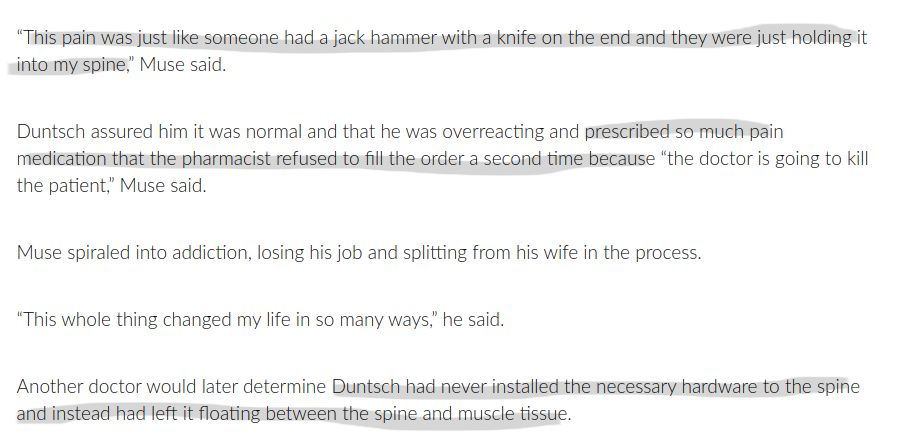 “This pain was just like someone had a jack hammer with a knife on the end and they were just holding it
into my spine,” Muse said.
Duntsch assured him it was normal and that he was overreacting and prescribed so much pain
medication that the pharmacist refused to fill the order a second time because “the doctor is going to kill
the patient,” Muse said.
Muse spiraled into addiction, losing his job and splitting from his wife in the process.
“This whole thing changed my life in so many ways,” he said.
Another doctor would later determine Duntsch had never installed the necessary hardware to the spine
and instead had left it floating between the spine and muscle tissue.